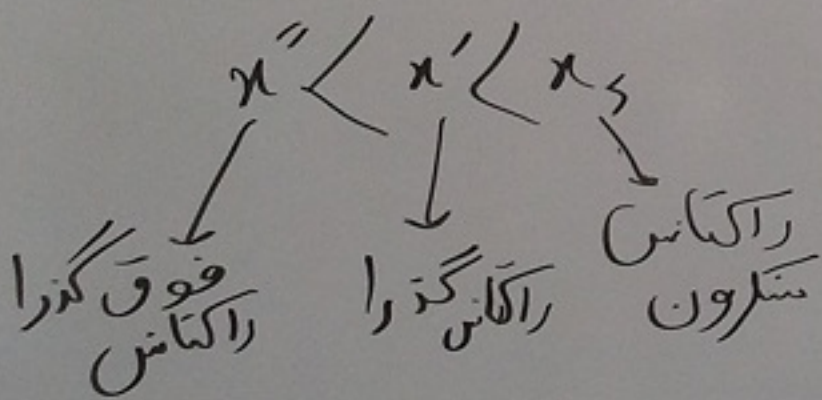 x″ < x′ < xs
راکتانس
سنکرون
راکتانس گذرا
فوق گذرا
راکتانس